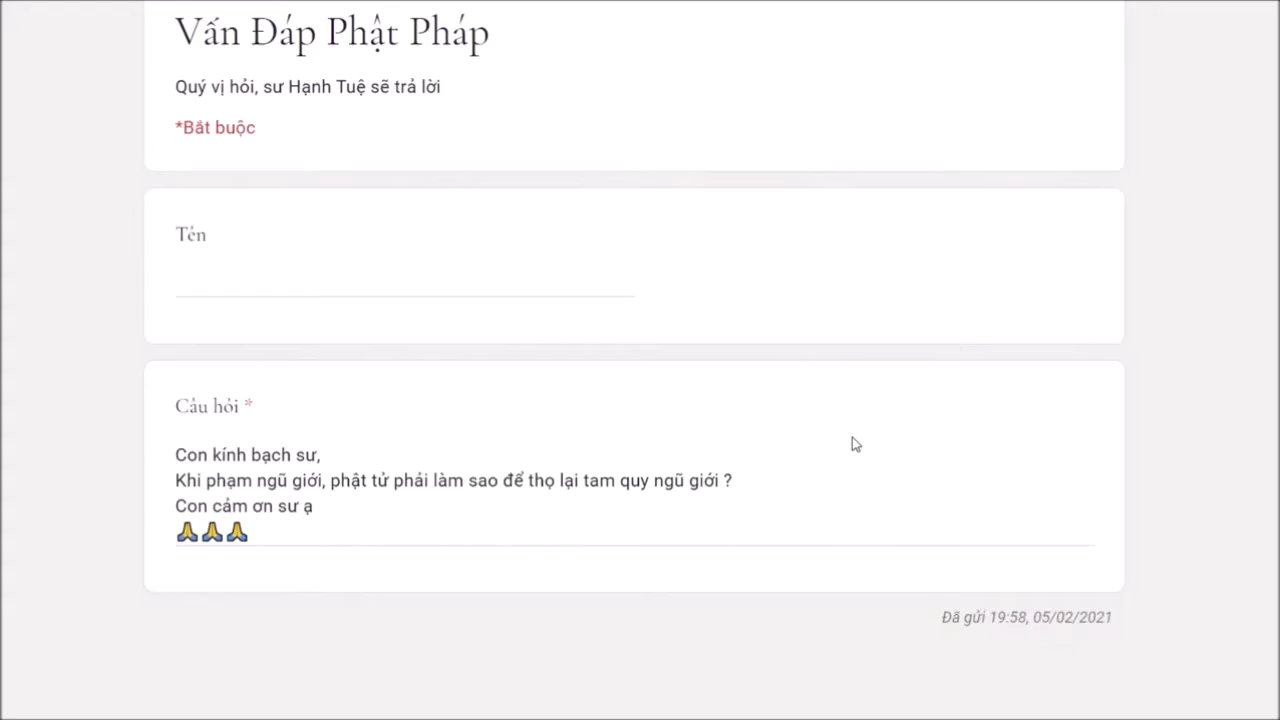 Vấn Đáp Phật Pháp
Quý vị hỏi, sư Hạnh Tuệ sẽ trả lời
*Bắt buộc
Tên
Câu hỏi *
Con kính bạch sư,
Khi phạm ngũ giới, phật tử phải làm sao để thọ lại tam quy ngũ giới ?
Con cảm ơn sư ạ
🙏🙏🙏
Đã gửi 19:58, 05/02/2021